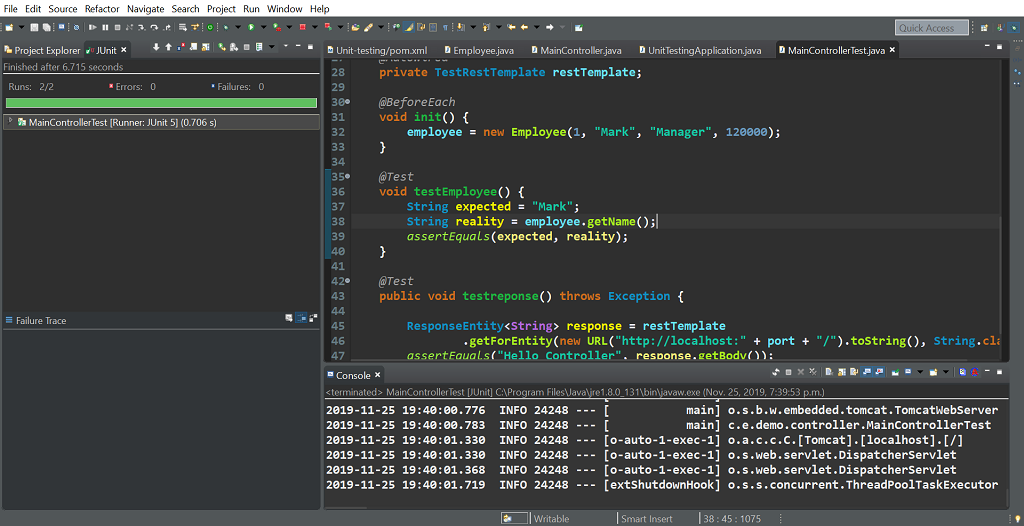 File Edit Source Refactor Navigate Search Project Run Window Help
Quick Access
Project Explorer JUnit
Finished after 6.715 seconds
Runs: 2/2 Errors: 0 Failures: 0
MainControllerTest [Runner: JUnit 5] (0.706 s)
Failure Trace
Unit-testing/pom.xml Employee.java MainController.java UnitTestingApplication.java MainControllerTest.java
27 @Autowired
28 private TestRestTemplate restTemplate;
29
30 @BeforeEach
31 void init() {
32 employee = new Employee(1, "Mark", "Manager", 120000);
33 }
34
35 @Test
36 void testEmployee() {
37 String expected = "Mark";
38 String reality = employee.getName();
39 assertEquals(expected, reality);
40 }
41
42 @Test
43 public void testreponse() throws Exception {
44
45 ResponseEntity<String> response = restTemplate
46 .getForEntity(new URL("http://localhost:" + port + "/").toString(), String.cla
47 assertEquals("Hello Controller", response.getBody());
Console
<terminated> MainControllerTest [JUnit] C:\Program Files\Java\jre1.8.0_131\bin\javaw.exe (Nov. 25, 2019, 7:39:53 p.m.)
2019-11-25 19:40:00.776 INFO 24248 --- [ main] o.s.b.w.embedded.tomcat.TomcatWebServer
2019-11-25 19:40:00.783 INFO 24248 --- [ main] c.e.demo.controller.MainControllerTest
2019-11-25 19:40:01.330 INFO 24248 --- [o-auto-1-exec-1] o.a.c.c.C.[Tomcat].[localhost].[/]
2019-11-25 19:40:01.330 INFO 24248 --- [o-auto-1-exec-1] o.s.web.servlet.DispatcherServlet
2019-11-25 19:40:01.368 INFO 24248 --- [o-auto-1-exec-1] o.s.web.servlet.DispatcherServlet
2019-11-25 19:40:01.719 INFO 24248 --- [extShutdownHook] o.s.s.concurrent.ThreadPoolTaskExecutor
Writable Smart Insert 38 : 45 : 1075